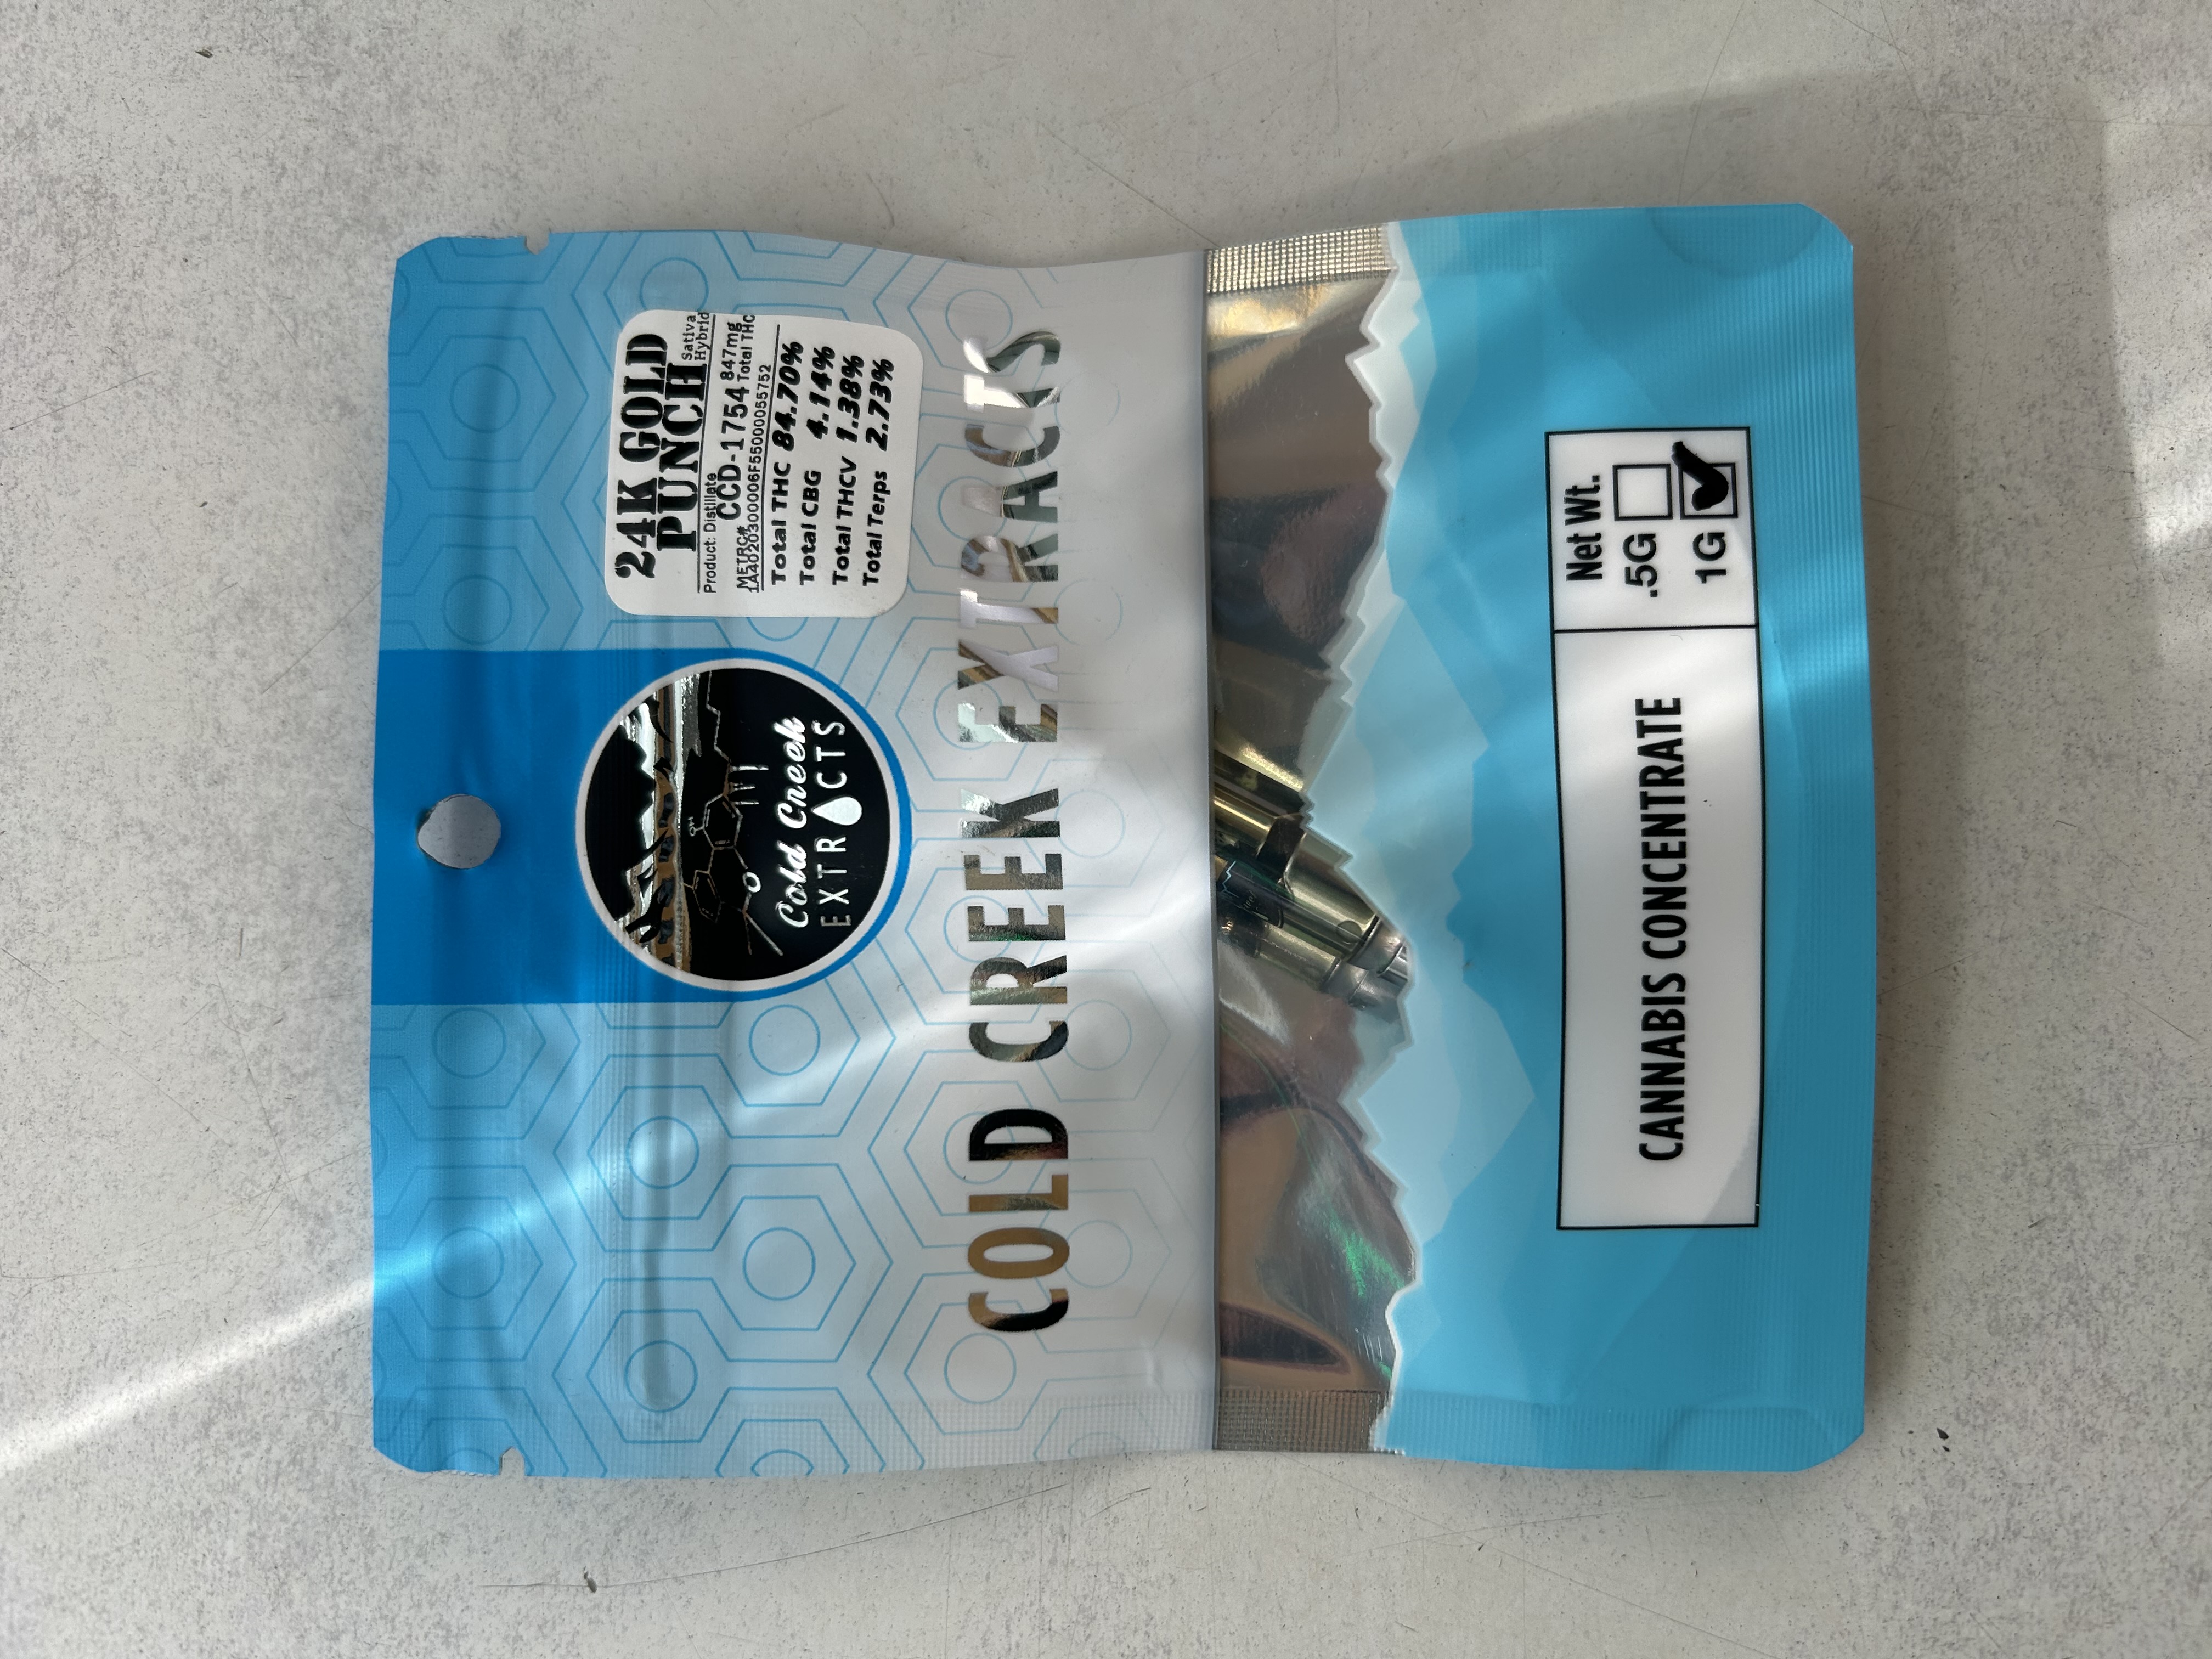 24K GOLD
PUNCH
Sativa
Hybrid
Product: Distillate
CCD-1754
847mg
Total THC
METRC#
1A4020300006F5500055752
Total THC 84.70%
Total CBG 4.14%
Total THCV 1.38%
Total Terps 2.73%
OH
O
Cold Creek
EXTRACTS
COLD CREEK EXTRACTS
CANNABIS CONCENTRATE
Net Wt.
.5G
1G